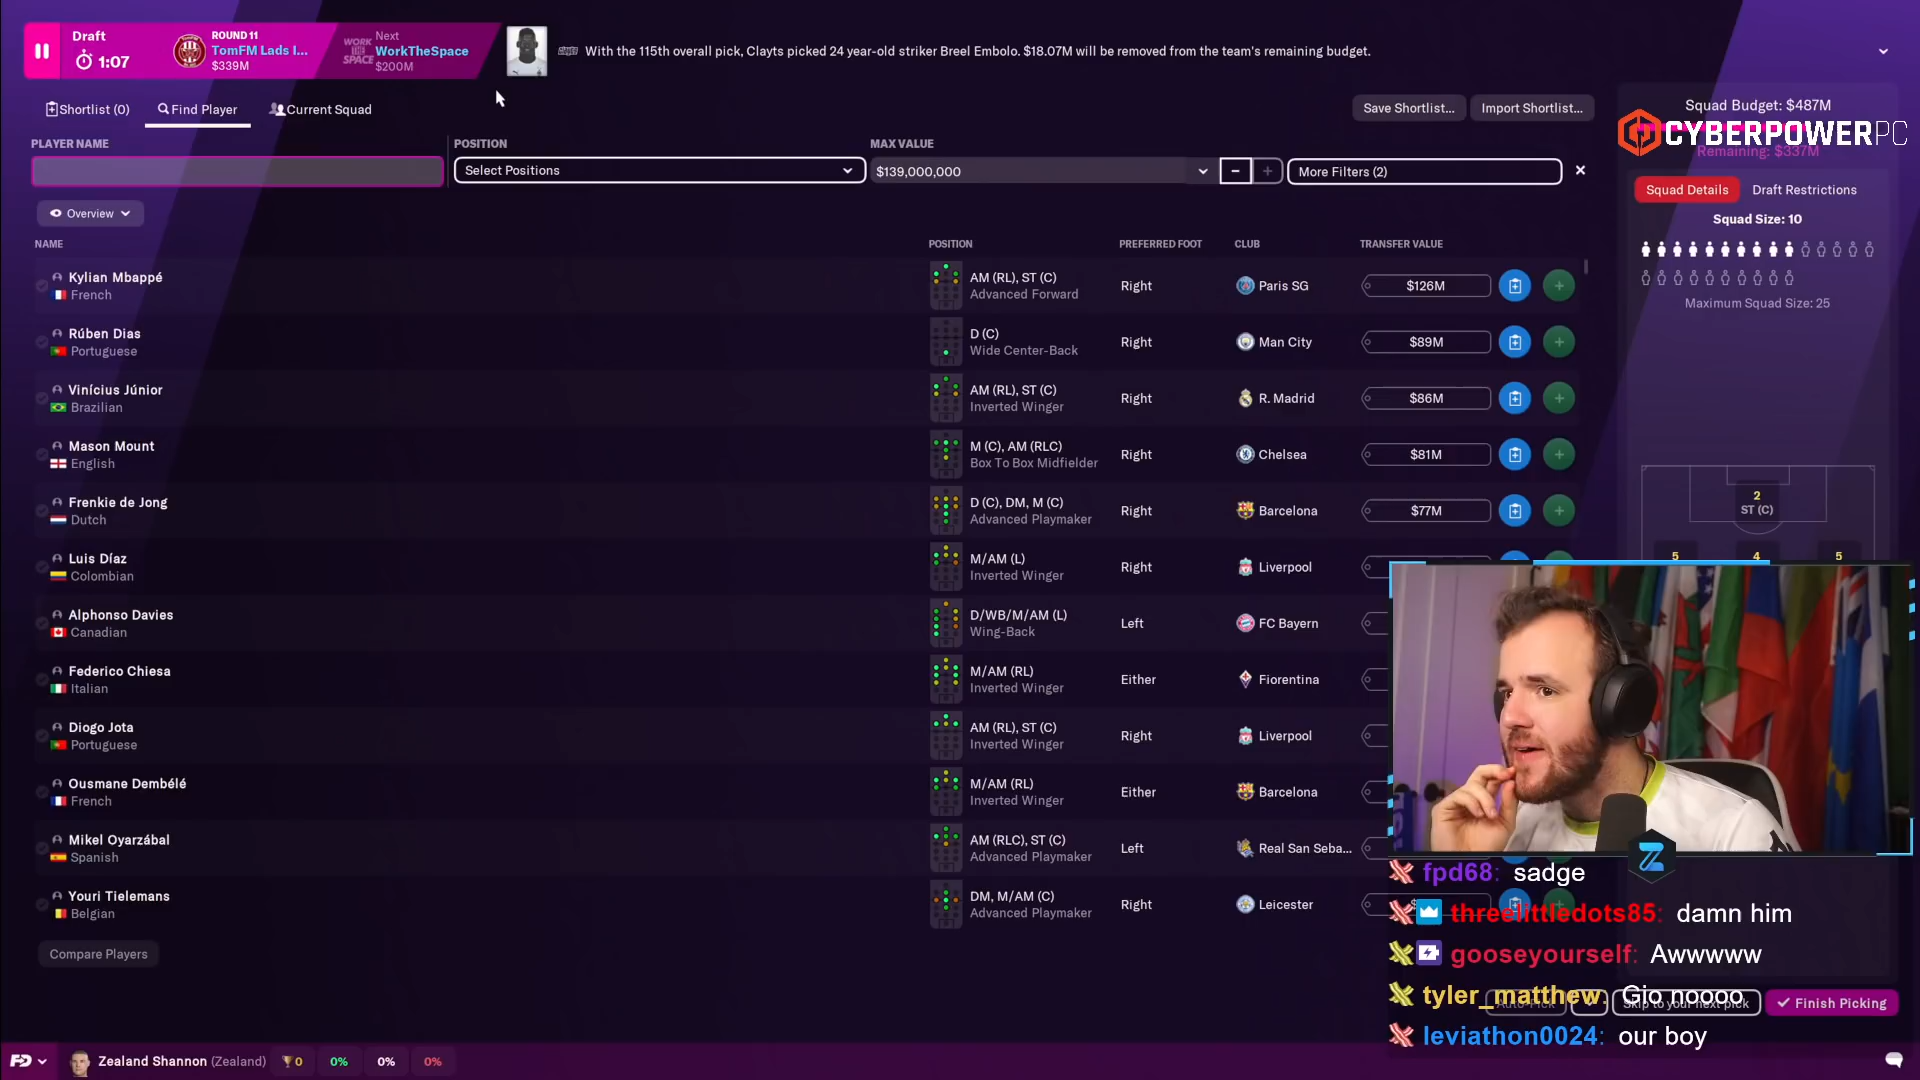 Draft
1:07
ROUND 11
TomFM Lads I...
$339M
WORK
SPACE
Next
WorkTheSpace
$200M
With the 115th overall pick, Clayts picked 24 year-old striker Breel Embolo. $18.07M will be removed from the team's remaining budget.
Shortlist (0)
Find Player
Current Squad
Save Shortlist...
Import Shortlist...
Squad Budget: $487M
CYBERPOWERPC
Remaining: $337M
PLAYER NAME
POSITION
MAX VALUE
Select Positions
$139,000,000
More Filters (2)
Squad Details
Draft Restrictions
Squad Size: 10
Maximum Squad Size: 25
Overview
NAME
POSITION
PREFERRED FOOT
CLUB
TRANSFER VALUE
Kylian Mbappé
French
AM (RL), ST (C)
Advanced Forward
Right
Paris SG
$126M
Rúben Dias
Portuguese
D (C)
Wide Center-Back
Right
Man City
$89M
Vinícius Júnior
Brazilian
AM (RL), ST (C)
Inverted Winger
Right
R. Madrid
$86M
Mason Mount
English
M (C), AM (RLC)
Box To Box Midfielder
Right
Chelsea
$81M
Frenkie de Jong
Dutch
D (C), DM, M (C)
Advanced Playmaker
Right
Barcelona
$77M
2
ST (C)
5
4
5
Luis Díaz
Colombian
M/AM (L)
Inverted Winger
Right
Liverpool
Alphonso Davies
Canadian
D/WB/M/AM (L)
Wing-Back
Left
FC Bayern
Federico Chiesa
Italian
M/AM (RL)
Inverted Winger
Either
Fiorentina
Diogo Jota
Portuguese
AM (RL), ST (C)
Inverted Winger
Right
Liverpool
Ousmane Dembélé
French
M/AM (RL)
Inverted Winger
Either
Barcelona
Mikel Oyarzábal
Spanish
AM (RLC), ST (C)
Advanced Playmaker
Left
Real San Seba...
Youri Tielemans
Belgian
DM, M/AM (C)
Advanced Playmaker
Right
Leicester
Compare Players
fpd68: sadge
threelittledots85: damn him
gooseyourself: Awwwww
tyler_matthew: Gio noooo
leviathon0024: our boy
Auto Pick
Skip to your next pick
Finish Picking
FD
Zealand Shannon (Zealand)
0
0%
0%
0%